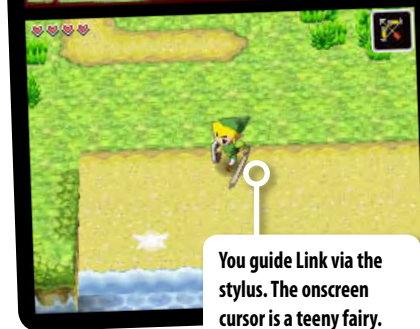 You guide Link via the
stylus. The onscreen
cursor is a teeny fairy.